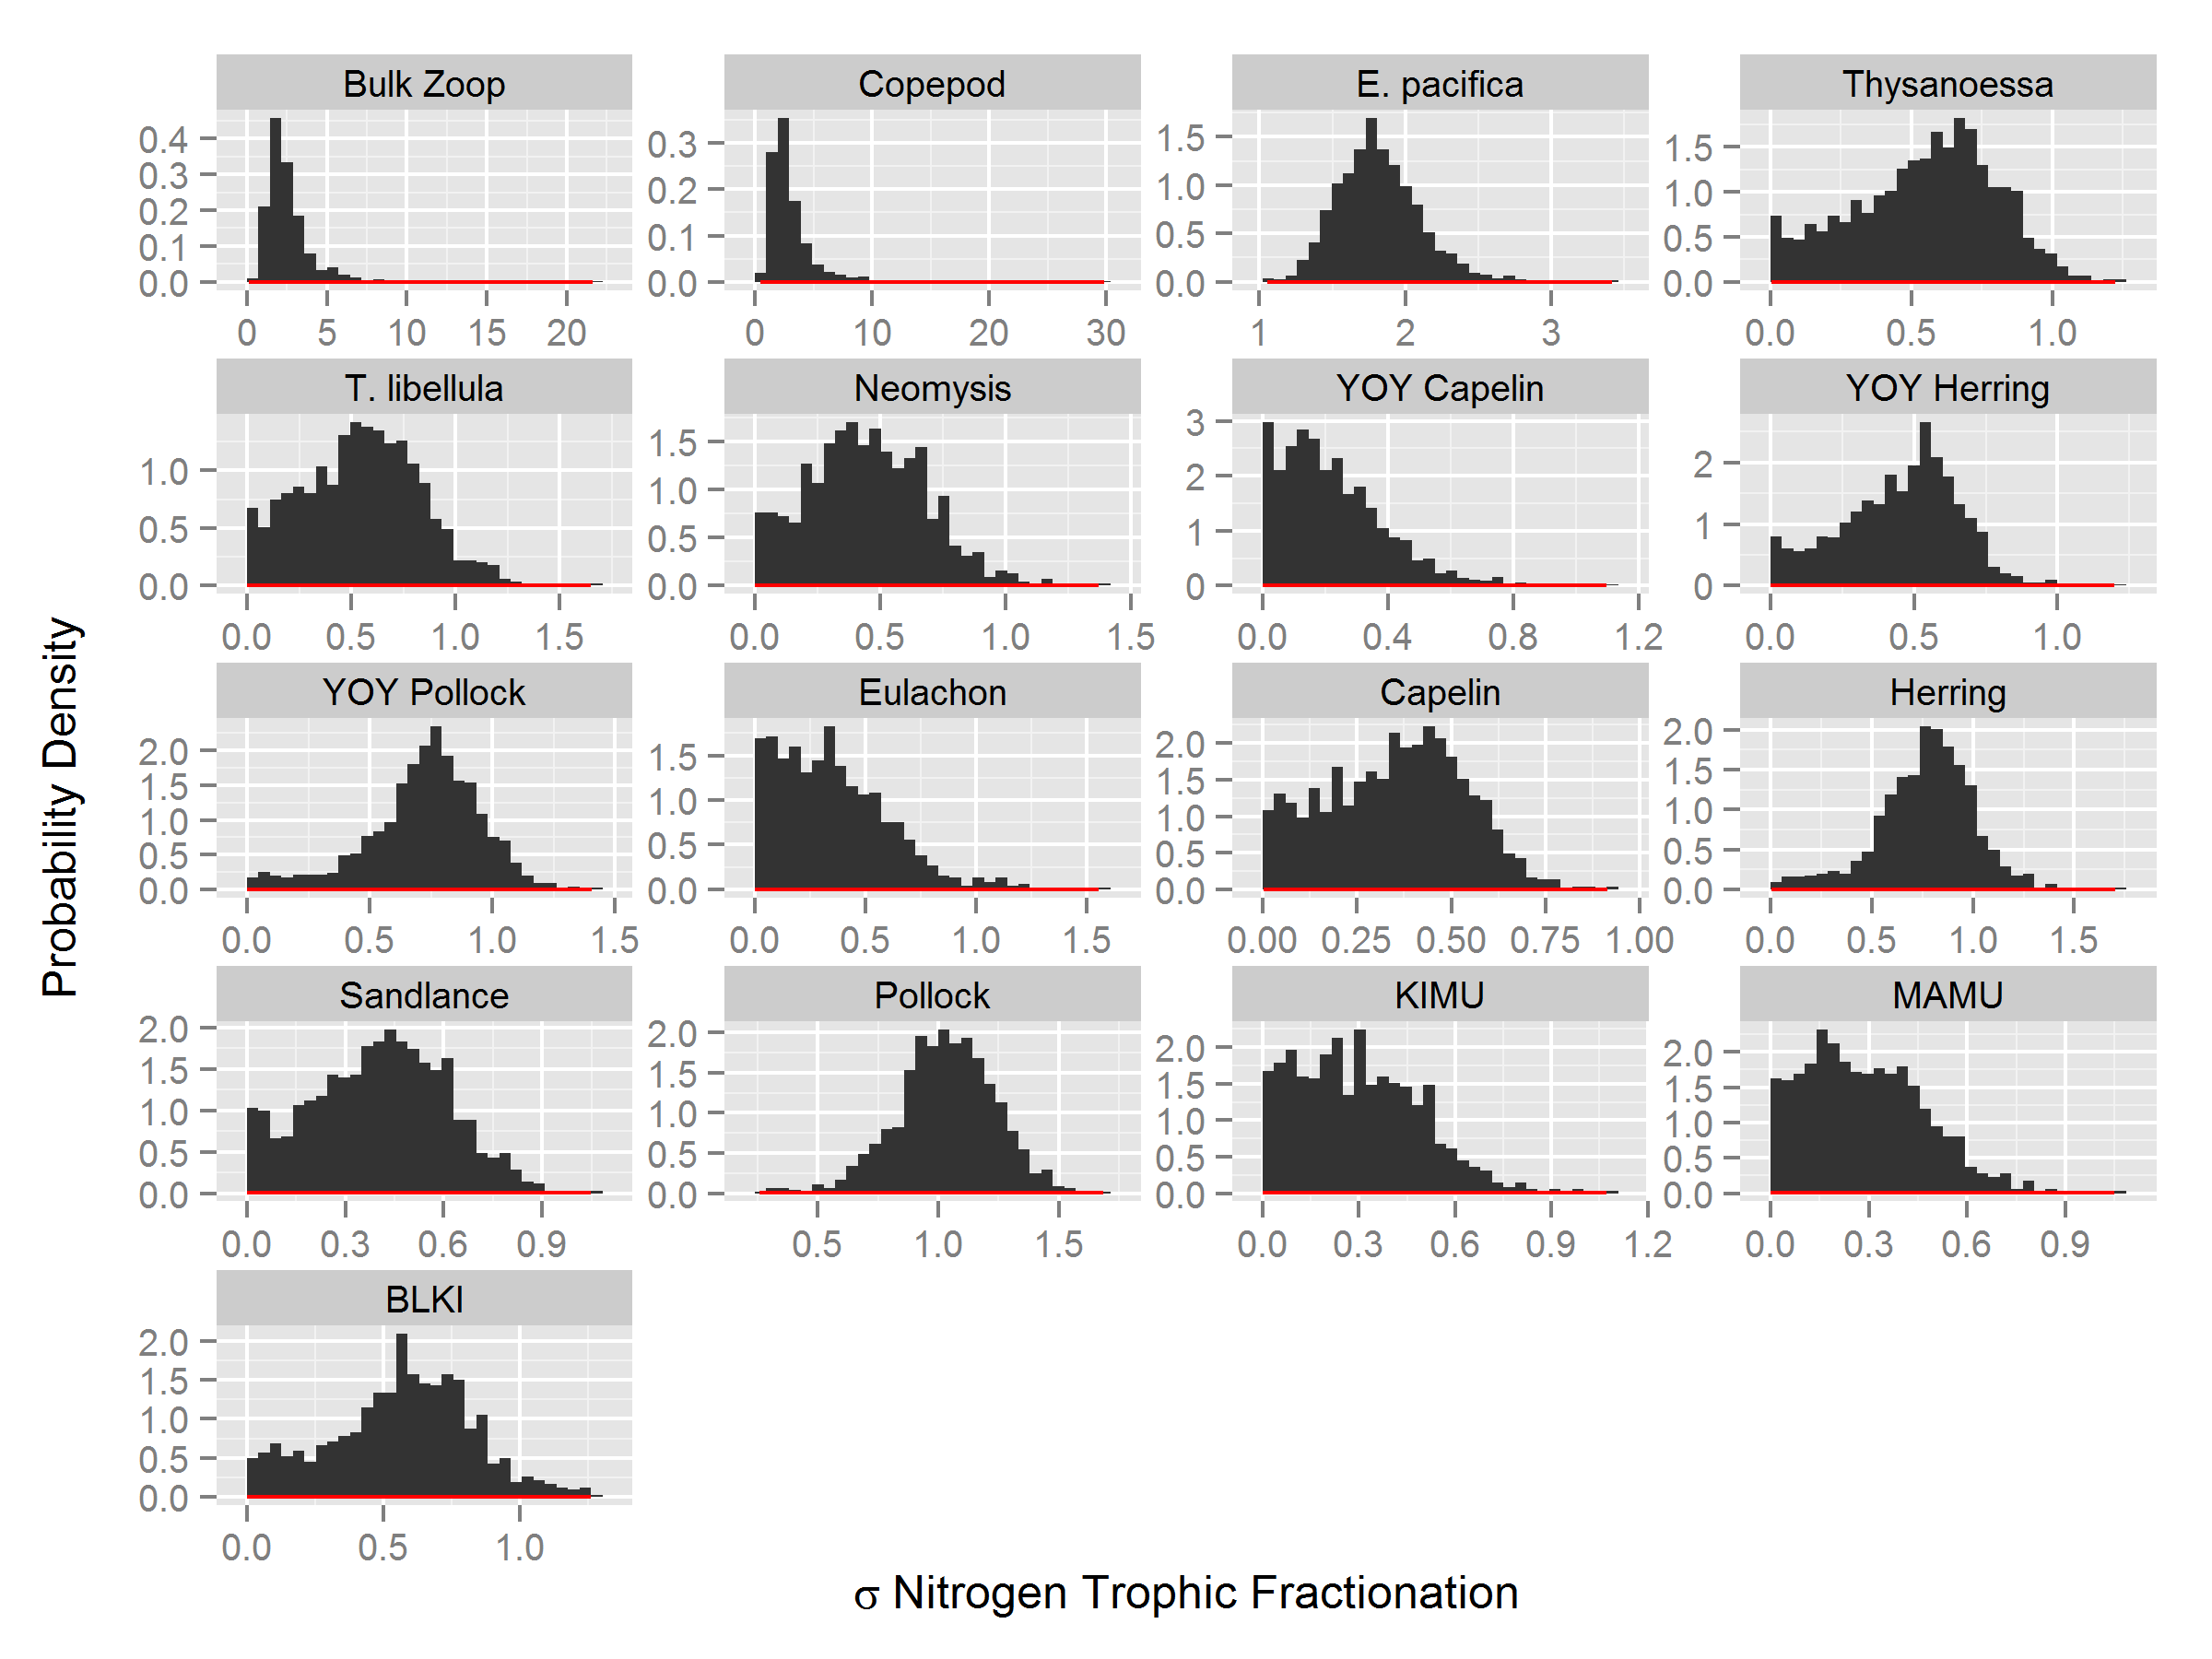 Bulk Zoop Copepod E. pacifica Thysanoessa
0.4 0.3 0.2 0.1 0.0
0.3 0.2 0.1 0.0
1.5 1.0 0.5 0.0
1.5 1.0 0.5 0.0
0 5 10 15 20
0 10 20 30
1 2 3
0.0 0.5 1.0
T. libellula Neomysis YOY Capelin YOY Herring
1.0 0.5 0.0
1.5 1.0 0.5 0.0
3 2 1 0
2 1 0
0.0 0.5 1.0 1.5
0.0 0.5 1.0 1.5
0.0 0.4 0.8 1.2
0.0 0.5 1.0
YOY Pollock Eulachon Capelin Herring
2.0 1.5 1.0 0.5 0.0
1.5 1.0 0.5 0.0
2.0 1.5 1.0 0.5 0.0
2.0 1.5 1.0 0.5 0.0
0.0 0.5 1.0 1.5
0.0 0.5 1.0 1.5
0.00 0.25 0.50 0.75 1.00
0.0 0.5 1.0 1.5
Sandlance Pollock KIMU MAMU
2.0 1.5 1.0 0.5 0.0
2.0 1.5 1.0 0.5 0.0
2.0 1.5 1.0 0.5 0.0
2.0 1.5 1.0 0.5 0.0
0.0 0.3 0.6 0.9
0.5 1.0 1.5
0.0 0.3 0.6 0.9 1.2
0.0 0.3 0.6 0.9
BLKI
2.0 1.5 1.0 0.5 0.0
0.0 0.5 1.0
Probability Density
σ Nitrogen Trophic Fractionation